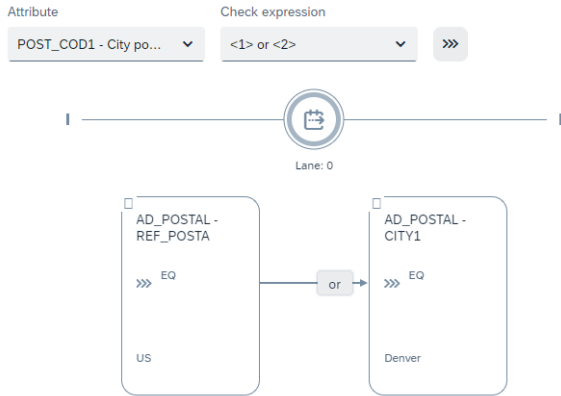 Attribute
Check expression
POST_COD1 - City po...
<1> or <2>
Lane: 0
AD_POSTAL -
REF_POSTA
EQ
US
or
AD_POSTAL -
CITY1
EQ
Denver